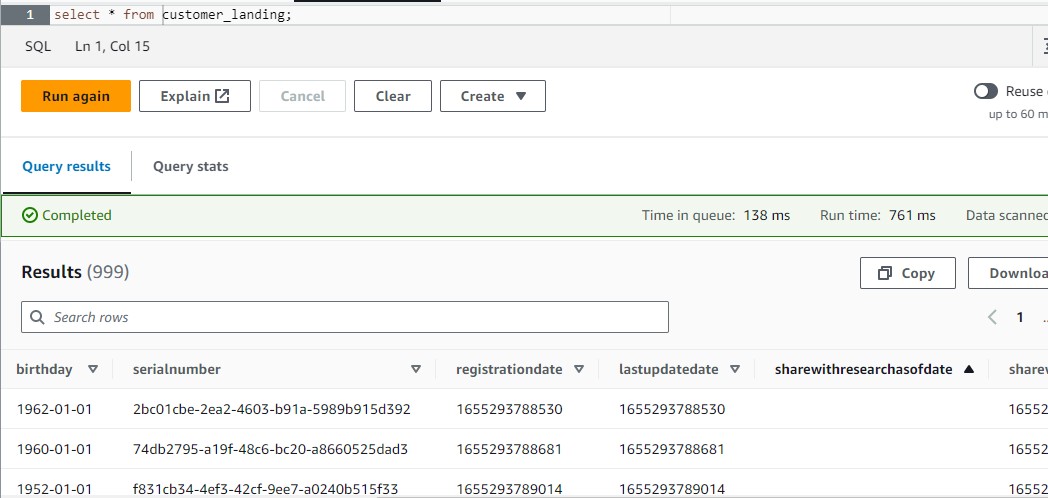 1 select * from customer_landing;
SQL Ln 1, Col 15
Run again Explain Cancel Clear Create Reuse
up to 60 m
Query results Query stats
Completed Time in queue: 138 ms Run time: 761 ms Data scanned
Results (999) Copy Downloa
Search rows 1 ..
birthday serialnumber registrationdate lastupdatedate sharewithresearchasofdate sharew
1962-01-01 2bc01cbe-2ea2-4603-b91a-5989b915d392 1655293788530 1655293788530 16552
1960-01-01 74db2795-a19f-48c6-bc20-a8660525dad3 1655293788681 1655293788681 16552
1952-01-01 f831cb34-4ef3-42cf-9ee7-a0240b515f33 1655293789014 1655293789014 16552